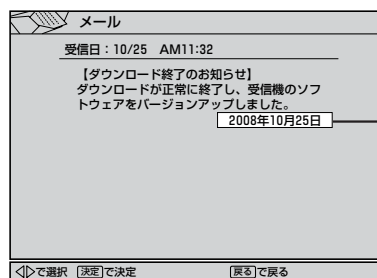 メール
受信日：10/25　AM11:32
【ダウンロード終了のお知らせ】
ダウンロードが正常に終了し、受信機のソフ
トウェアをバージョンアップしました。
2008年10月25日
で選択 決定で決定 戻るで戻る